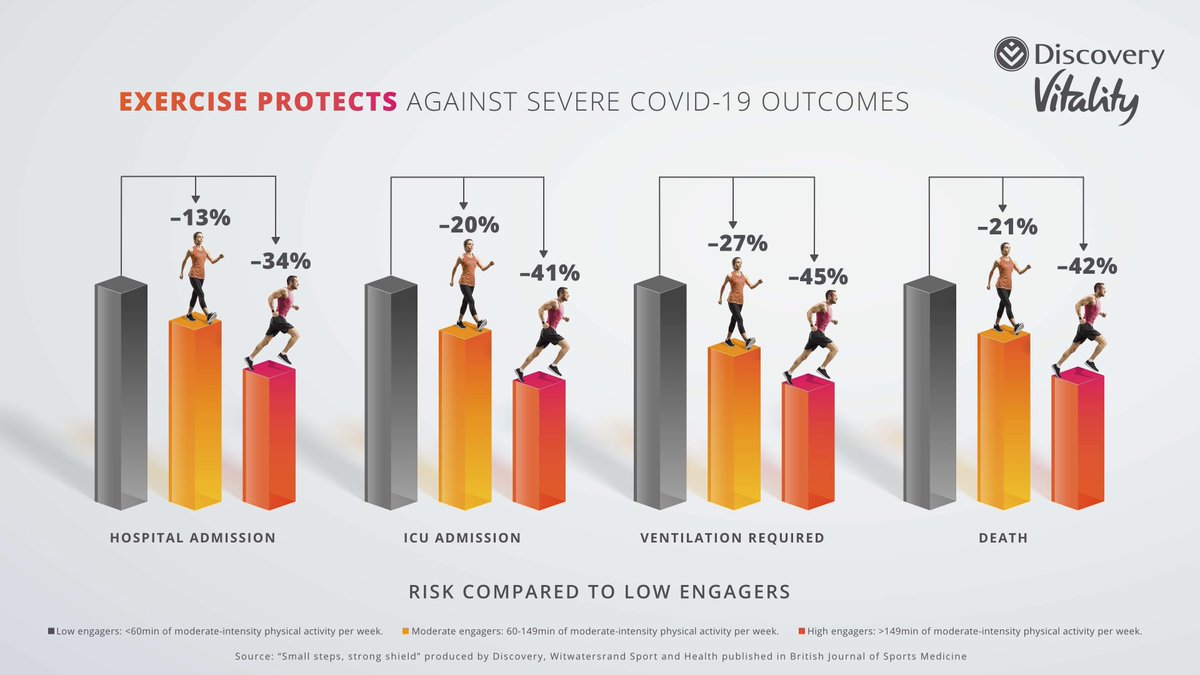 Discovery
Vitality
EXERCISE PROTECTS AGAINST SEVERE COVID-19 OUTCOMES
–13%
–34%
–20%
–41%
–27%
–45%
–21%
–42%
HOSPITAL ADMISSION
ICU ADMISSION
VENTILATION REQUIRED
DEATH
RISK COMPARED TO LOW ENGAGERS
Low engagers: <60min of moderate-intensity physical activity per week. Moderate engagers: 60-149min of moderate-intensity physical activity per week. High engagers: >149min of moderate-intensity physical activity per week.
Source: “Small steps, strong shield” produced by Discovery, Witwatersrand Sport and Health published in British Journal of Sports Medicine